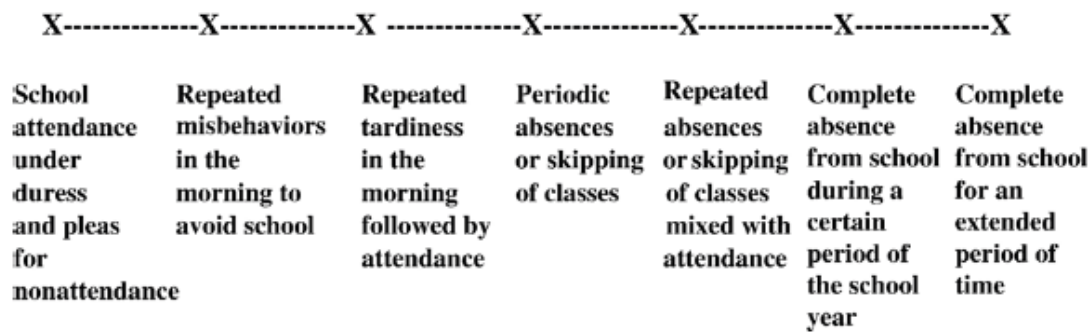 X--------------X--------------X --------------X--------------X--------------X--------------X
School
attendance
under
duress
and pleas
for
nonattendance
Repeated
misbehaviors
in the
morning to
avoid school
Repeated
tardiness
in the
morning
followed by
attendance
Periodic
absences
or skipping
of classes
Repeated
absences
or skipping
of classes
mixed with
attendance
Complete
absence
from school
during a
certain
period of
the school
year
Complete
absence
from school
for an
extended
period of
time